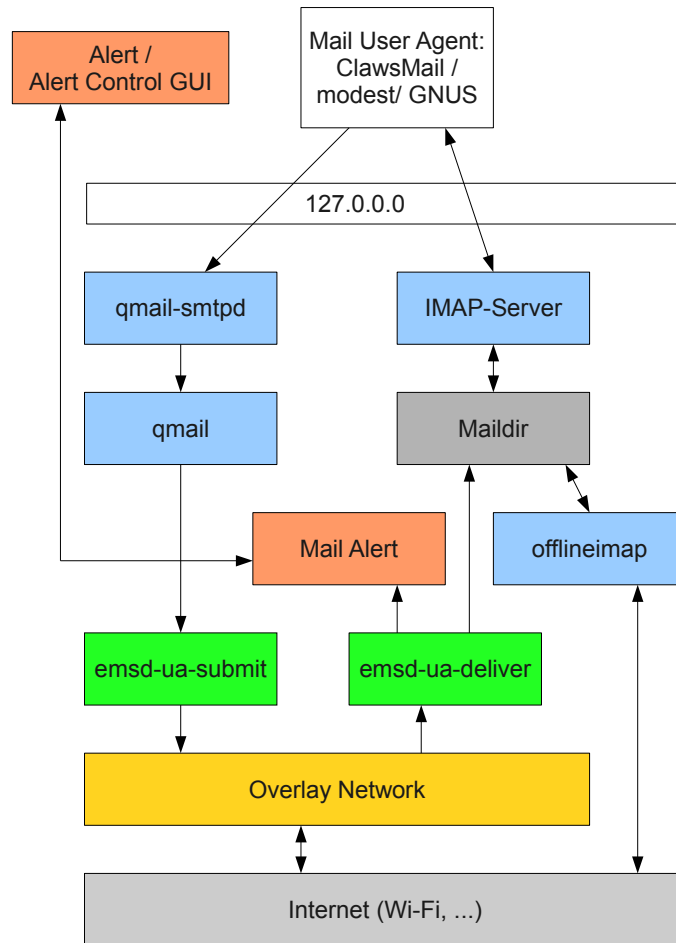 Alert /
Alert Control GUI
Mail User Agent:
ClawsMail /
modest/ GNUS
127.0.0.0
qmail-smtpd
IMAP-Server
qmail
Maildir
Mail Alert
offlineimap
emsd-ua-submit
emsd-ua-deliver
Overlay Network
Internet (Wi-Fi, ...)